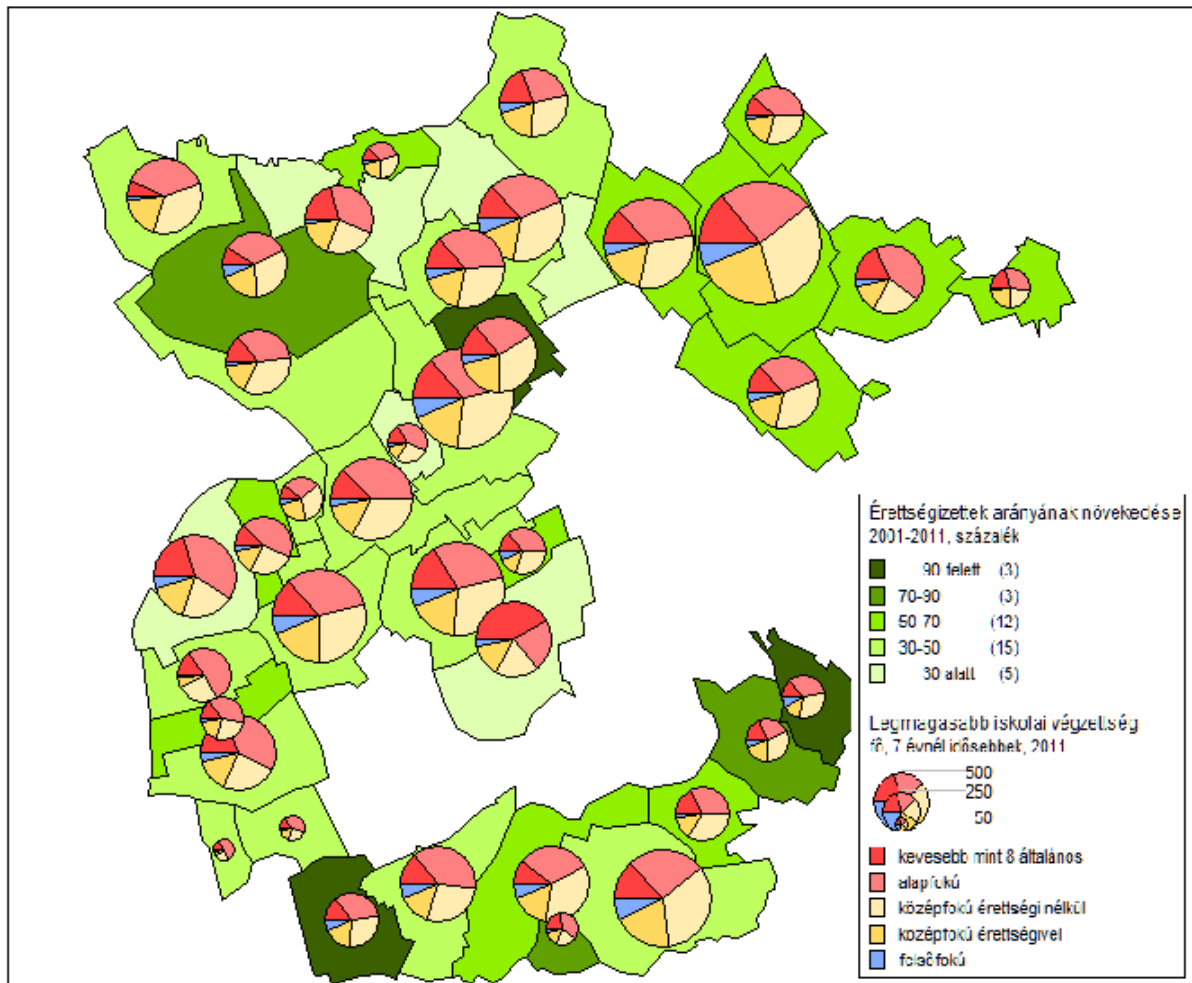 Érettségizettek arányának növekedése
2001-2011, százalék
90 felett (3)
70-90 (3)
50-70 (12)
30-50 (15)
30 alatt (5)
Legmagasabb iskolai végzettség
fő, 7 évnél idősebbek, 2011
500
250
50
kevesebb mint 8 általános
alapfokú
középfokú érettségi nélkül
középfokú érettségivel
felsőfokú